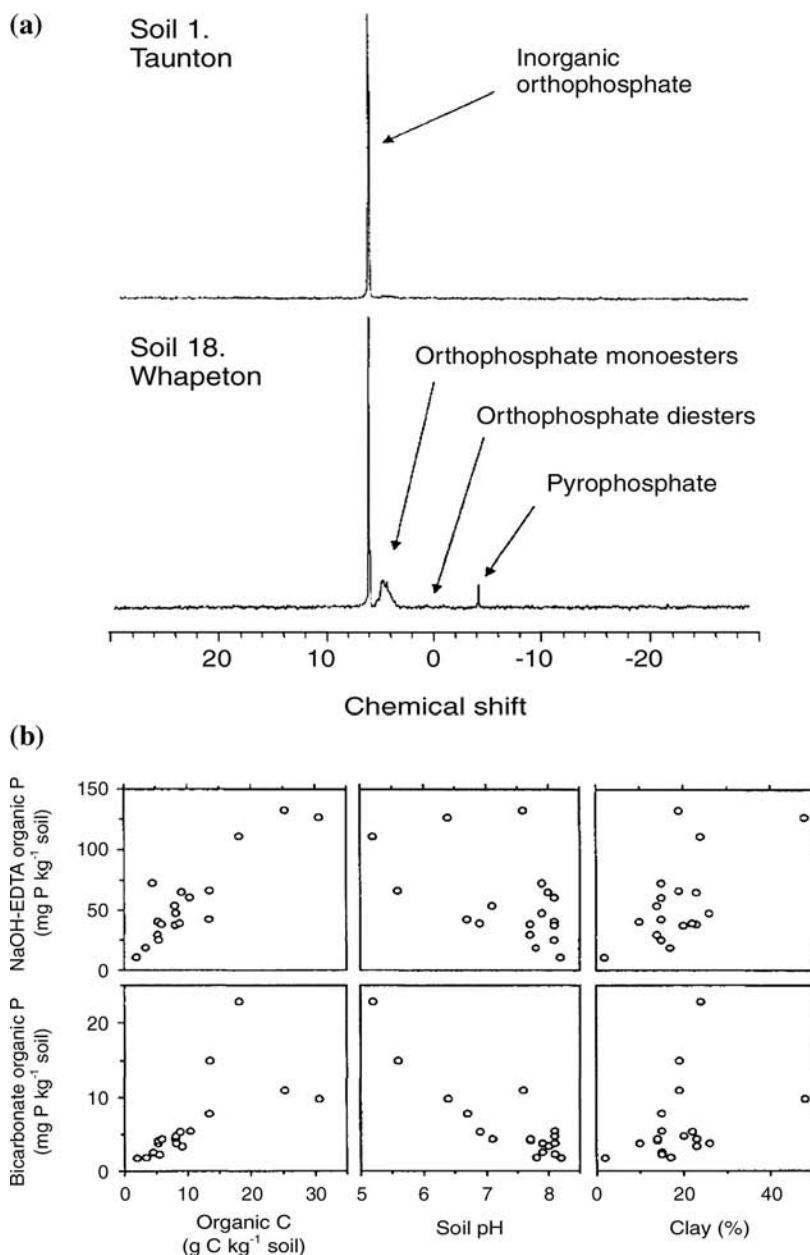 (a)
Soil 1.
Taunton
Inorganic
orthophosphate
Soil 18.
Whapeton
Orthophosphate monoesters
Orthophosphate diesters
Pyrophosphate
20 10 0 -10 -20
Chemical shift
(b)
NaOH-EDTA organic P
(mg P kg⁻¹ soil)
150
100
50
0
Bicarbonate organic P
(mg P kg⁻¹ soil)
20
10
0
0 10 20 30
Organic C
(g C kg⁻¹ soil)
5 6 7 8
Soil pH
0 20 40
Clay (%)